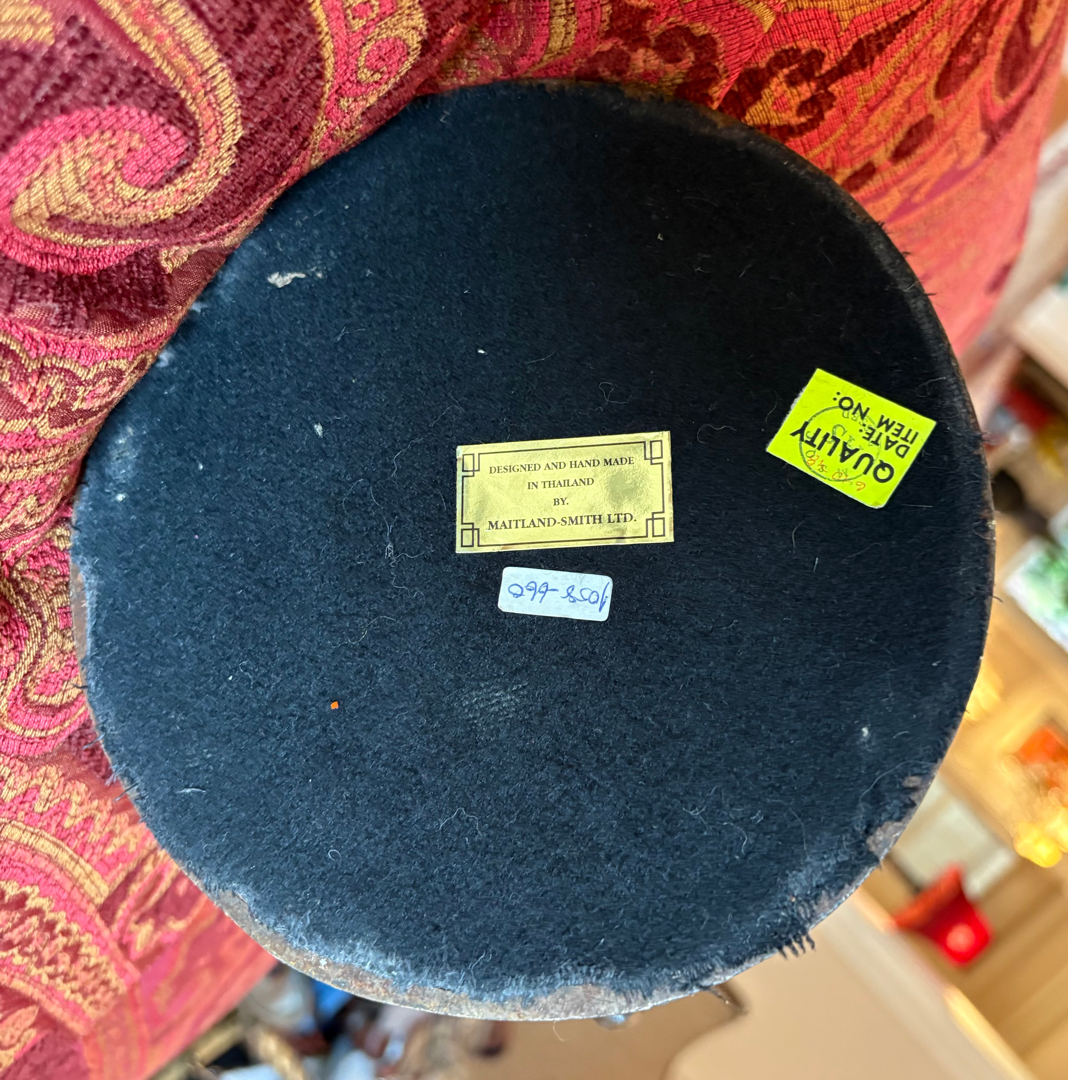 DESIGNED AND HAND MADE
IN THAILAND
BY.
MAITLAND-SMITH LTD.
1058-660
QUALITY
DATE:
ITEM NO: